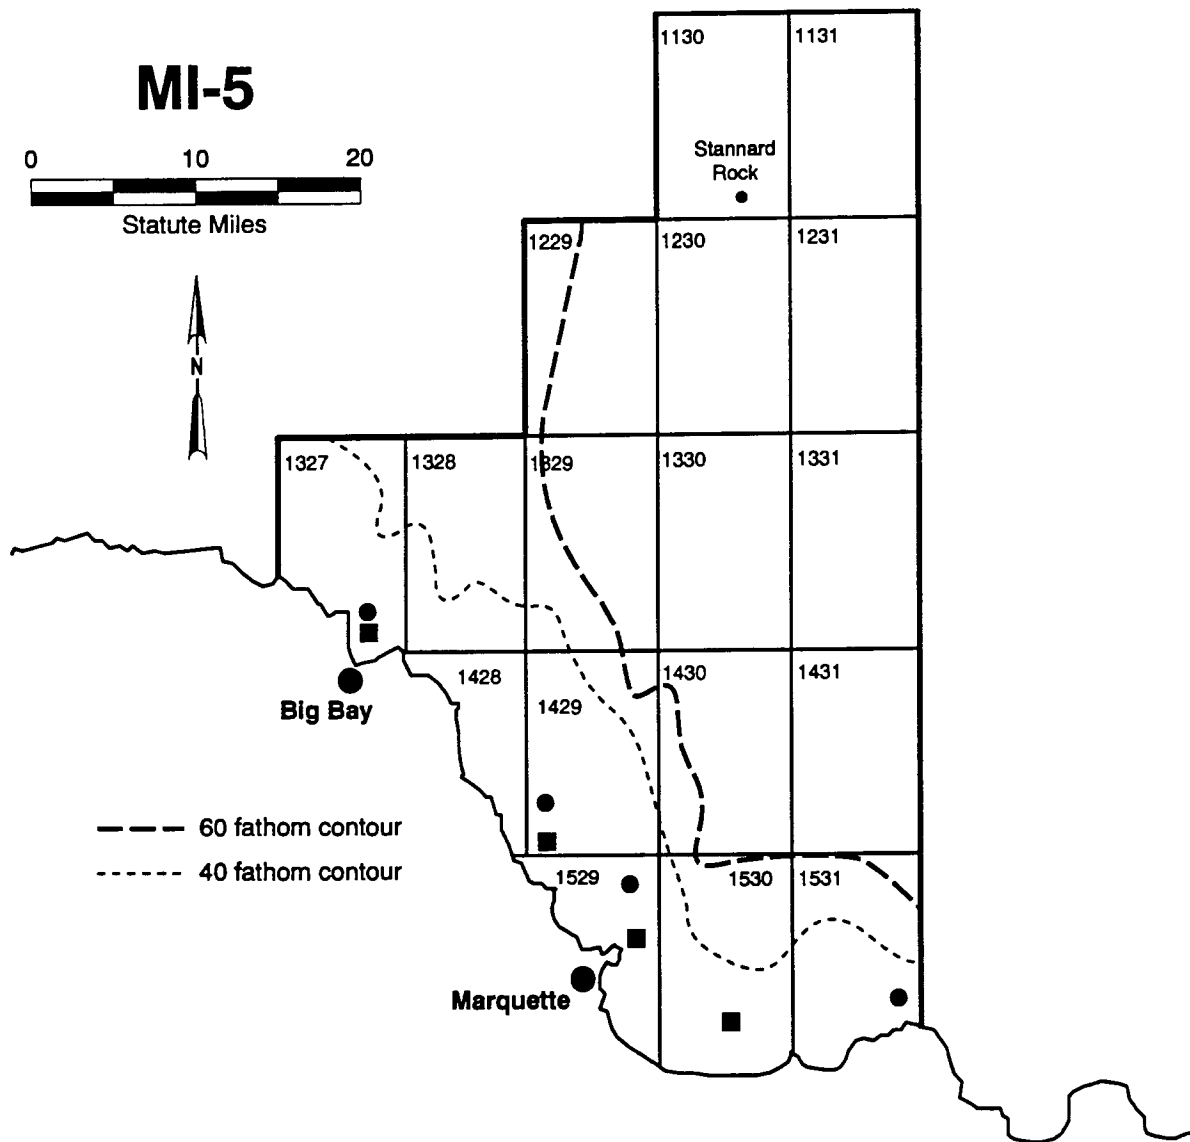 MI-5
0 10 20
Statute Miles
N
1130 1131
Stannard
Rock
1229 1230 1231
1327 1328 1329 1330 1331
1428 1430 1431
1429
Big Bay
60 fathom contour
40 fathom contour
1529 1530 1531
Marquette